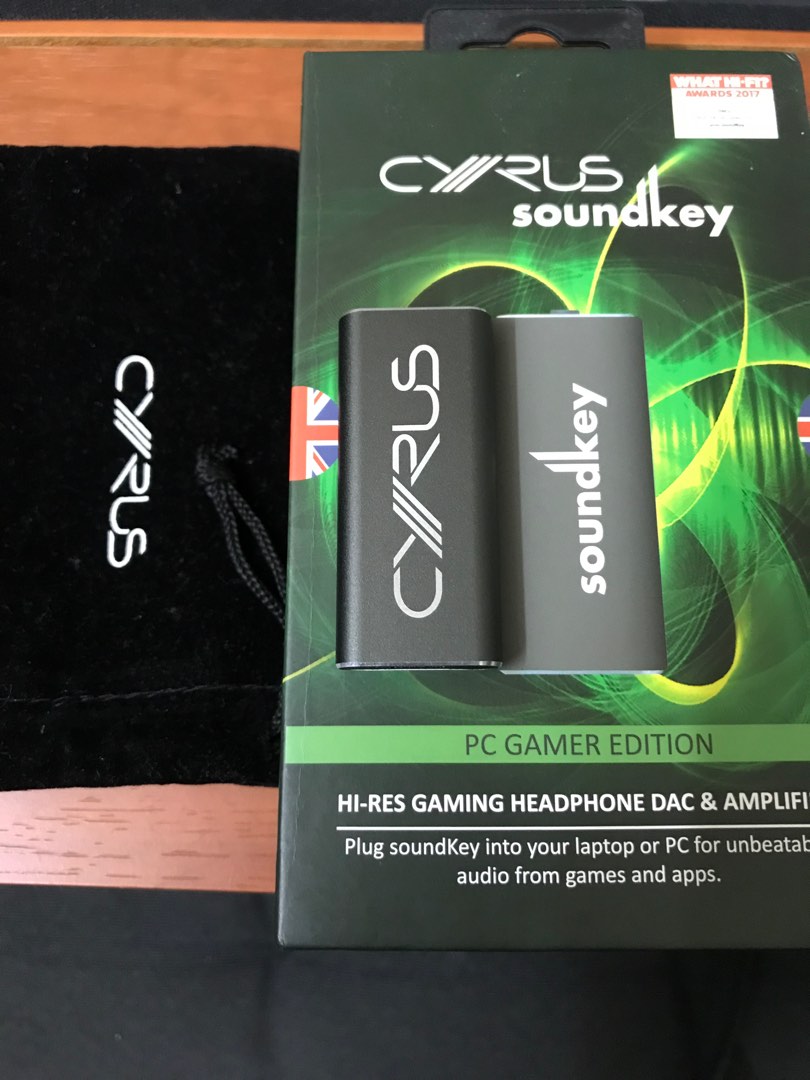 WHAT HI-FI?
AWARDS 2017
CYRUS
soundkey
CYRUS
CYRUS
soundkey
PC GAMER EDITION
HI-RES GAMING HEADPHONE DAC & AMPLIFI
Plug soundKey into your laptop or PC for unbeatab
audio from games and apps.